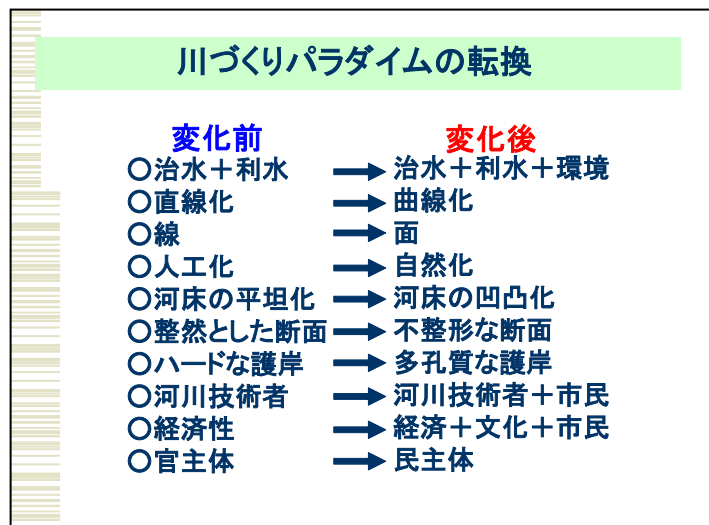 川づくりパラダイムの転換
変化前 変化後
○治水+利水 → 治水+利水+環境
○直線化 → 曲線化
○線 → 面
○人工化 → 自然化
○河床の平坦化 → 河床の凹凸化
○整然とした断面 → 不整形な断面
○ハードな護岸 → 多孔質な護岸
○河川技術者 → 河川技術者+市民
○経済性 → 経済+文化+市民
○官主体 → 民主体